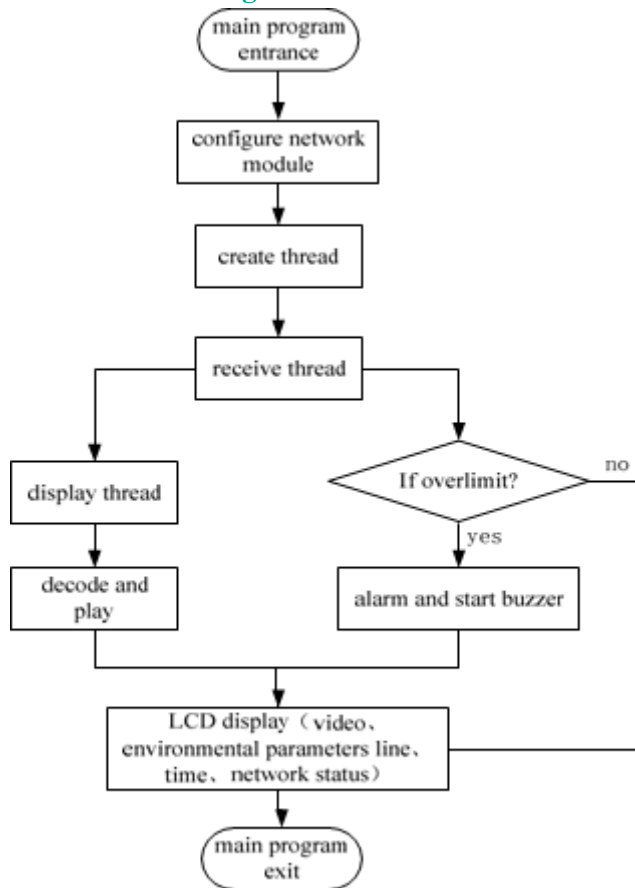 main program
entrance
configure network
module
create thread
receive thread
display thread
If overlimit?
no
yes
decode and
play
alarm and start buzzer
LCD display（video、
environmental parameters line、
time、network status）
main program
exit